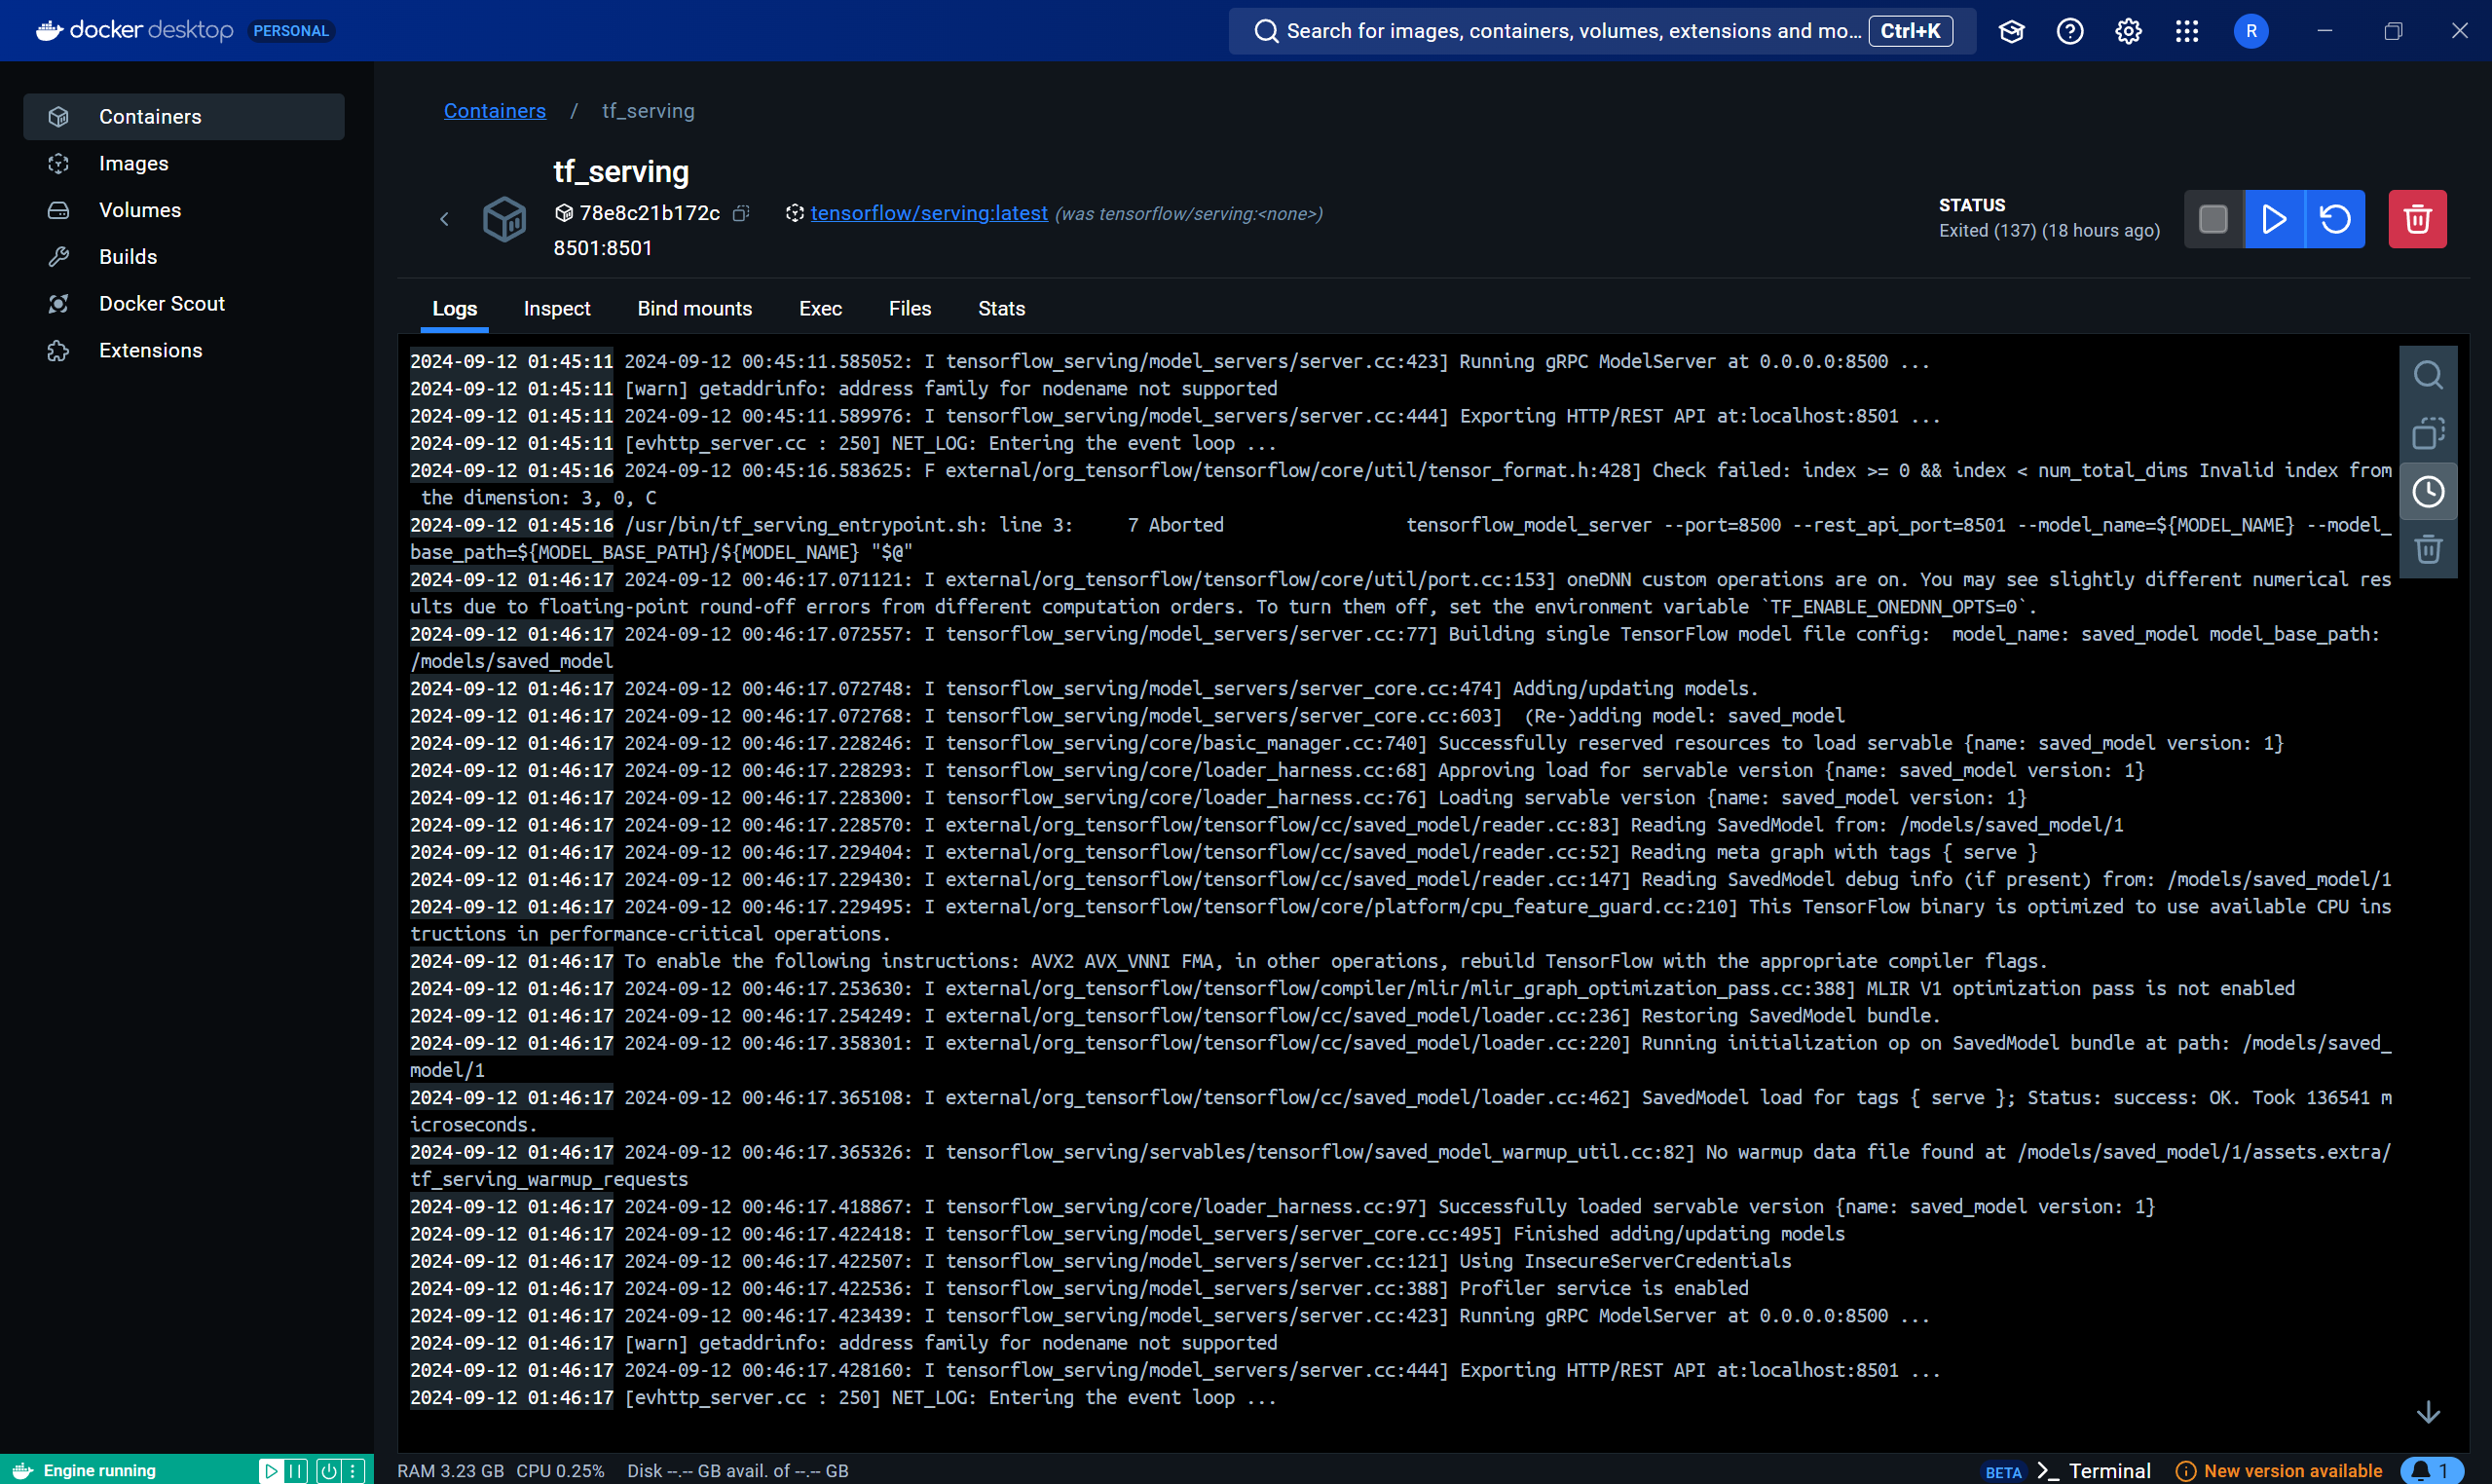 docker desktop PERSONAL
Search for images, containers, volumes, extensions and mo... Ctrl+K
R
Containers
Images
Volumes
Builds
Docker Scout
Extensions
Containers / tf_serving
tf_serving
78e8c21b172c tensorflow/serving:latest (was tensorflow/serving:<none>)
8501:8501
STATUS
Exited (137) (18 hours ago)
Logs Inspect Bind mounts Exec Files Stats
2024-09-12 01:45:11 2024-09-12 00:45:11.585052: I tensorflow_serving/model_servers/server.cc:423] Running gRPC ModelServer at 0.0.0.0:8500 ...
2024-09-12 01:45:11 [warn] getaddrinfo: address family for nodename not supported
2024-09-12 01:45:11 2024-09-12 00:45:11.589976: I tensorflow_serving/model_servers/server.cc:444] Exporting HTTP/REST API at:localhost:8501 ...
2024-09-12 01:45:11 [evhttp_server.cc : 250] NET_LOG: Entering the event loop ...
2024-09-12 01:45:16 2024-09-12 00:45:16.583625: F external/org_tensorflow/tensorflow/core/util/tensor_format.h:428] Check failed: index >= 0 && index < num_total_dims Invalid index from
the dimension: 3, 0, C
2024-09-12 01:45:16 /usr/bin/tf_serving_entrypoint.sh: line 3:     7 Aborted                 tensorflow_model_server --port=8500 --rest_api_port=8501 --model_name=${MODEL_NAME} --model_
base_path=${MODEL_BASE_PATH}/${MODEL_NAME} "$@"
2024-09-12 01:46:17 2024-09-12 00:46:17.071121: I external/org_tensorflow/tensorflow/core/util/port.cc:153] oneDNN custom operations are on. You may see slightly different numerical res
ults due to floating-point round-off errors from different computation orders. To turn them off, set the environment variable `TF_ENABLE_ONEDNN_OPTS=0`.
2024-09-12 01:46:17 2024-09-12 00:46:17.072557: I tensorflow_serving/model_servers/server.cc:77] Building single TensorFlow model file config:  model_name: saved_model model_base_path:
/models/saved_model
2024-09-12 01:46:17 2024-09-12 00:46:17.072748: I tensorflow_serving/model_servers/server_core.cc:474] Adding/updating models.
2024-09-12 01:46:17 2024-09-12 00:46:17.072768: I tensorflow_serving/model_servers/server_core.cc:603]  (Re-)adding model: saved_model
2024-09-12 01:46:17 2024-09-12 00:46:17.228246: I tensorflow_serving/core/basic_manager.cc:740] Successfully reserved resources to load servable {name: saved_model version: 1}
2024-09-12 01:46:17 2024-09-12 00:46:17.228293: I tensorflow_serving/core/loader_harness.cc:68] Approving load for servable version {name: saved_model version: 1}
2024-09-12 01:46:17 2024-09-12 00:46:17.228300: I tensorflow_serving/core/loader_harness.cc:76] Loading servable version {name: saved_model version: 1}
2024-09-12 01:46:17 2024-09-12 00:46:17.228570: I external/org_tensorflow/tensorflow/cc/saved_model/reader.cc:83] Reading SavedModel from: /models/saved_model/1
2024-09-12 01:46:17 2024-09-12 00:46:17.229404: I external/org_tensorflow/tensorflow/cc/saved_model/reader.cc:52] Reading meta graph with tags { serve }
2024-09-12 01:46:17 2024-09-12 00:46:17.229430: I external/org_tensorflow/tensorflow/cc/saved_model/reader.cc:147] Reading SavedModel debug info (if present) from: /models/saved_model/1
2024-09-12 01:46:17 2024-09-12 00:46:17.229495: I external/org_tensorflow/tensorflow/core/platform/cpu_feature_guard.cc:210] This TensorFlow binary is optimized to use available CPU ins
tructions in performance-critical operations.
2024-09-12 01:46:17 To enable the following instructions: AVX2 AVX_VNNI FMA, in other operations, rebuild TensorFlow with the appropriate compiler flags.
2024-09-12 01:46:17 2024-09-12 00:46:17.253630: I external/org_tensorflow/tensorflow/compiler/mlir/mlir_graph_optimization_pass.cc:388] MLIR V1 optimization pass is not enabled
2024-09-12 01:46:17 2024-09-12 00:46:17.254249: I external/org_tensorflow/tensorflow/cc/saved_model/loader.cc:236] Restoring SavedModel bundle.
2024-09-12 01:46:17 2024-09-12 00:46:17.358301: I external/org_tensorflow/tensorflow/cc/saved_model/loader.cc:220] Running initialization op on SavedModel bundle at path: /models/saved_
model/1
2024-09-12 01:46:17 2024-09-12 00:46:17.365108: I external/org_tensorflow/tensorflow/cc/saved_model/loader.cc:462] SavedModel load for tags { serve }; Status: success: OK. Took 136541 m
icroseconds.
2024-09-12 01:46:17 2024-09-12 00:46:17.365326: I tensorflow_serving/servables/tensorflow/saved_model_warmup_util.cc:82] No warmup data file found at /models/saved_model/1/assets.extra/
tf_serving_warmup_requests
2024-09-12 01:46:17 2024-09-12 00:46:17.418867: I tensorflow_serving/core/loader_harness.cc:97] Successfully loaded servable version {name: saved_model version: 1}
2024-09-12 01:46:17 2024-09-12 00:46:17.422418: I tensorflow_serving/model_servers/server_core.cc:495] Finished adding/updating models
2024-09-12 01:46:17 2024-09-12 00:46:17.422507: I tensorflow_serving/model_servers/server.cc:121] Using InsecureServerCredentials
2024-09-12 01:46:17 2024-09-12 00:46:17.422536: I tensorflow_serving/model_servers/server.cc:388] Profiler service is enabled
2024-09-12 01:46:17 2024-09-12 00:46:17.423439: I tensorflow_serving/model_servers/server.cc:423] Running gRPC ModelServer at 0.0.0.0:8500 ...
2024-09-12 01:46:17 [warn] getaddrinfo: address family for nodename not supported
2024-09-12 01:46:17 2024-09-12 00:46:17.428160: I tensorflow_serving/model_servers/server.cc:444] Exporting HTTP/REST API at:localhost:8501 ...
2024-09-12 01:46:17 [evhttp_server.cc : 250] NET_LOG: Entering the event loop ...
Engine running
RAM 3.23 GB CPU 0.25% Disk --.-- GB avail. of --.-- GB
BETA >_ Terminal New version available 1